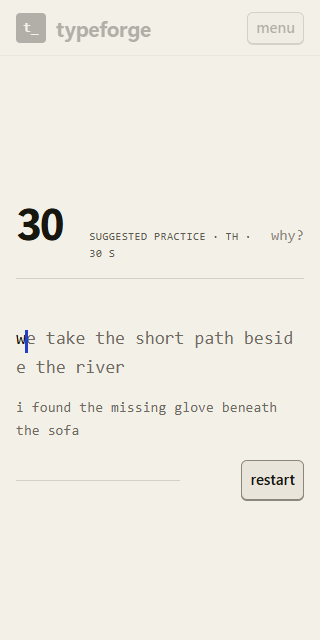 t_ typeforge menu
30 SUGGESTED PRACTICE · TH · why?
30 S
we take the short path besid
e the river
i found the missing glove beneath
the sofa
restart